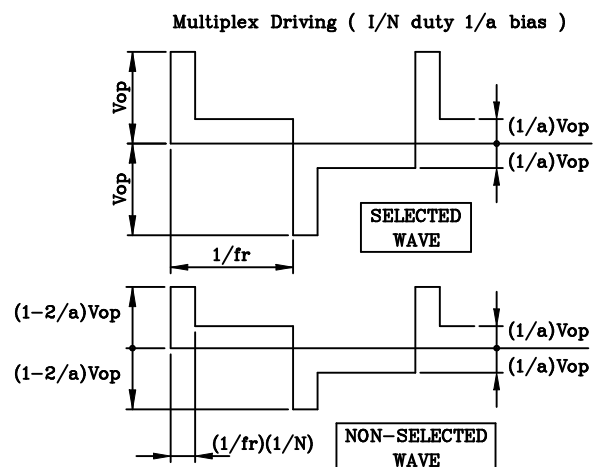 Multiplex Driving ( I/N duty 1/a bias )
Vop
(1/a)Vop
(1/a)Vop
Vop
SELECTED
WAVE
1/fr
(1-2/a)Vop
(1/a)Vop
(1-2/a)Vop
(1/a)Vop
(1/fr)(1/N)
NON-SELECTED
WAVE